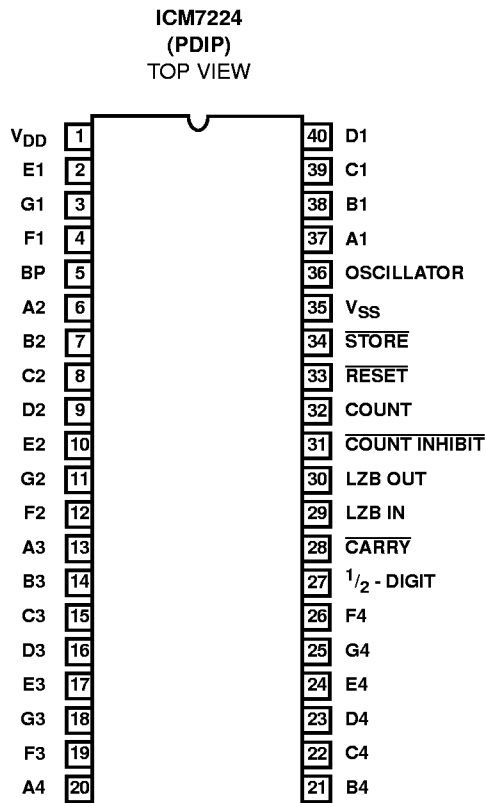 ICM7224
(PDIP)
TOP VIEW
VDD 1 40 D1
E1 2 39 C1
G1 3 38 B1
F1 4 37 A1
BP 5 36 OSCILLATOR
A2 6 35 VSS
B2 7 34 STORE
C2 8 33 RESET
D2 9 32 COUNT
E2 10 31 COUNT INHIBIT
G2 11 30 LZB OUT
F2 12 29 LZB IN
A3 13 28 CARRY
B3 14 27 1/2 - DIGIT
C3 15 26 F4
D3 16 25 G4
E3 17 24 E4
G3 18 23 D4
F3 19 22 C4
A4 20 21 B4